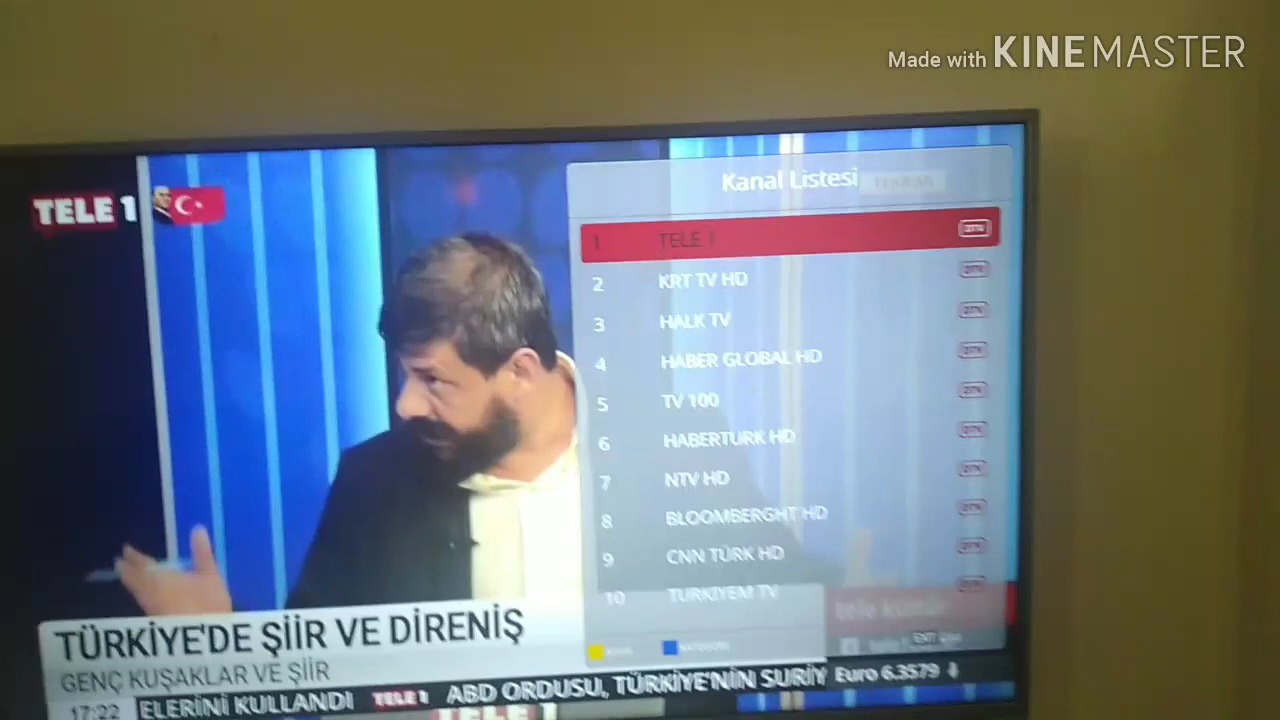 Made with KINEMASTER
TELE 1
Kanal Listesi
TEKRAR
1 TELE 1
2 KRT TV HD
3 HALK TV
4 HABER GLOBAL HD
5 TV 100
6 HABERTURK HD
7 NTV HD
8 BLOOMBERGHT HD
9 CNN TÜRK HD
10 TURKIYEM TV
TÜRKİYE'DE ŞİİR VE DİRENİŞ
GENÇ KUŞAKLAR VE ŞİİR
17:22 ELERİNİ KULLANDI TELE 1 ABD ORDUSU, TÜRKİYE'NİN SURİY Euro 6.3579
TELE 1